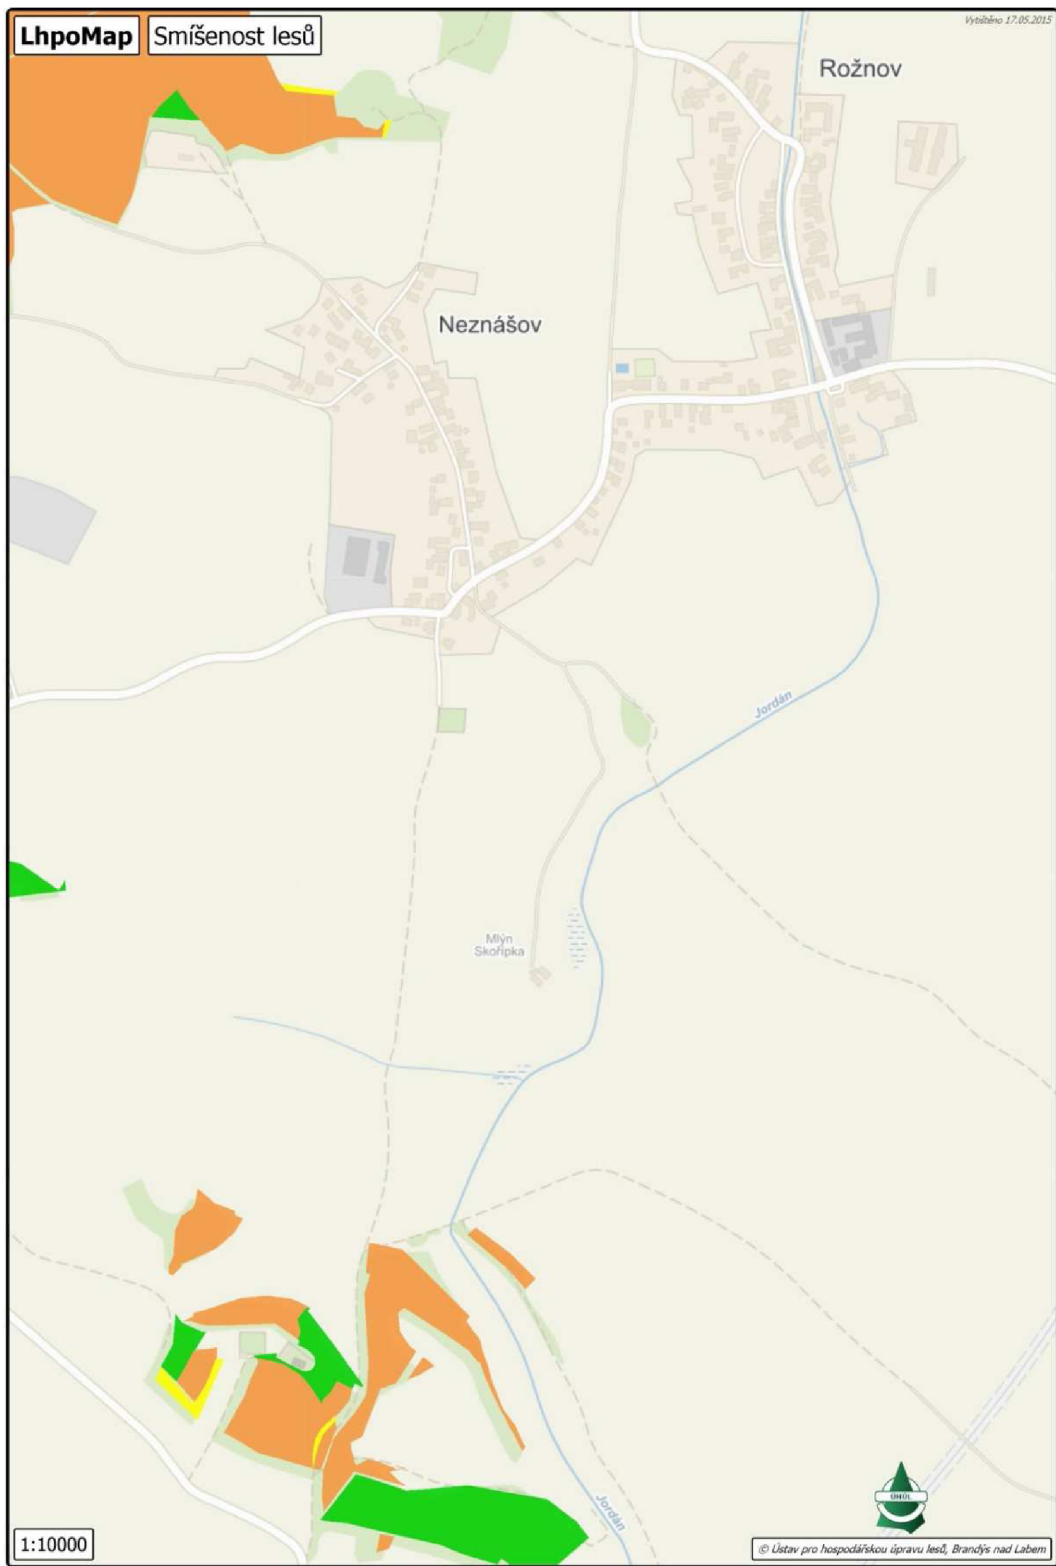 LhpoMap
Smíšenost lesů
Vytištěno 17.05.2015
Rožnov
Neznášov
Jordán
Mlýn
Skořipka
Jordán
ÚHÚL
1:10000
© Ústav pro hospodářskou úpravu lesů, Brandýs nad Labem